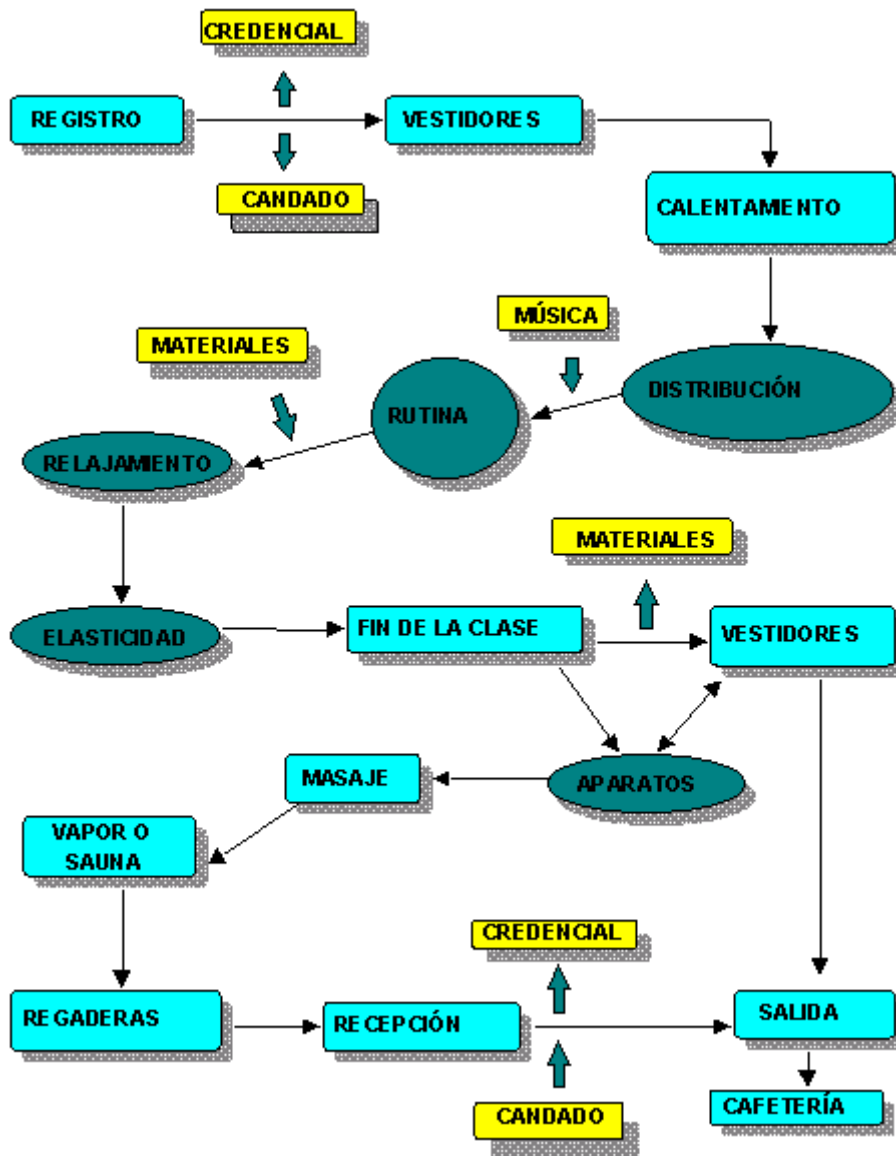 CREDENCIAL
REGISTRO
VESTIDORES
CANDADO
CALENTAMIENTO
MÚSICA
MATERIALES
DISTRIBUCIÓN
RUTINA
RELAJAMIENTO
MATERIALES
ELASTICIDAD
FIN DE LA CLASE
VESTIDORES
MASAJE
APARATOS
VAPOR O
SAUNA
CREDENCIAL
REGADERAS
RECEPCIÓN
SALIDA
CANDADO
CAFETERÍA